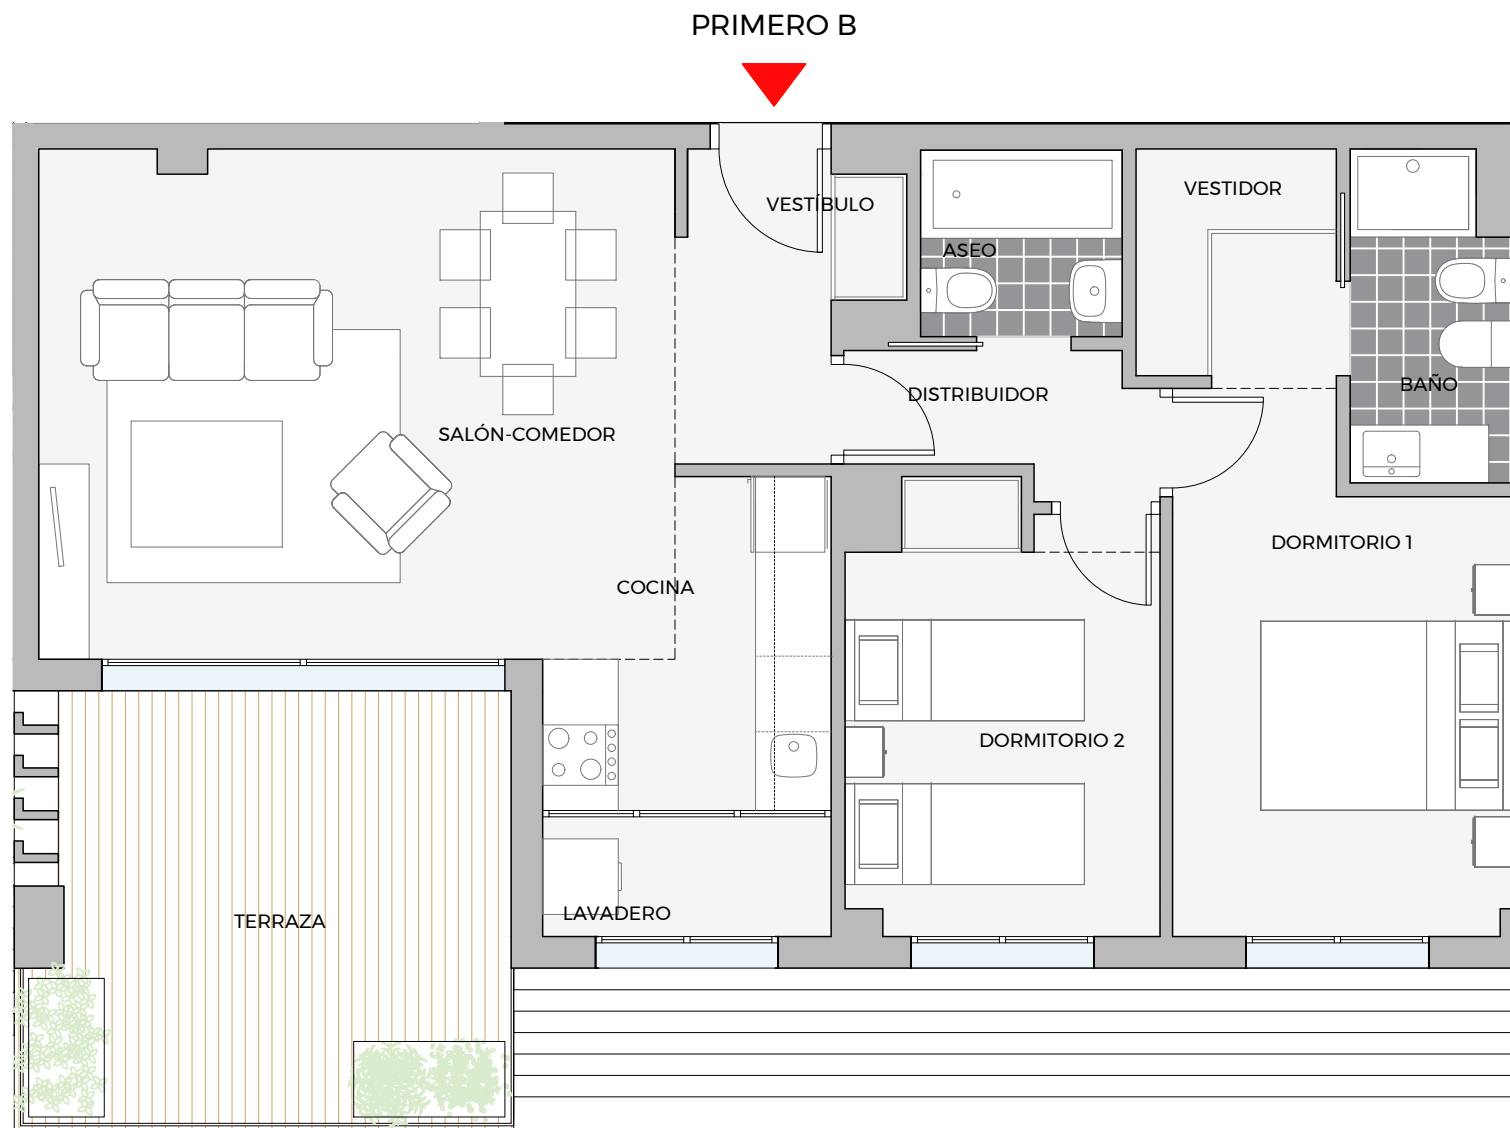 PRIMERO B
VESTIDOR
VESTÍBULO
ASEO
BAÑO
DISTRIBUIDOR
SALÓN-COMEDOR
DORMITORIO 1
COCINA
DORMITORIO 2
LAVADERO
TERRAZA